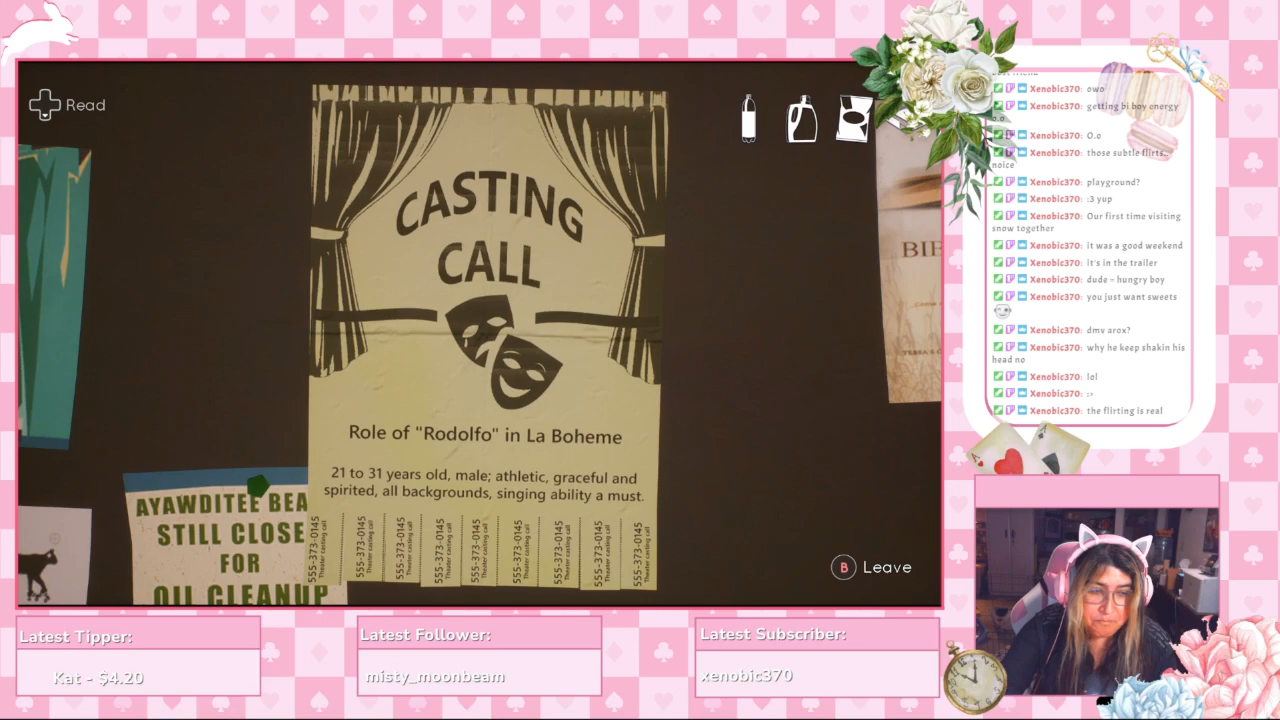 Read
CASTING
CALL
Role of "Rodolfo" in La Boheme
21 to 31 years old, male; athletic, graceful and
spirited, all backgrounds, singing ability a must.
555-373-0145
Theater casting call
555-373-0145
Theater casting call
555-373-0145
Theater casting call
555-373-0145
Theater casting call
555-373-0145
Theater casting call
555-373-0145
Theater casting call
555-373-0145
Theater casting call
555-373-0145
Theater casting call
555-373-0145
Theater casting call
AYAWDITEE BEA
STILL CLOSE
FOR
OIL CLEANUP
BIF
B Leave
Xenobic370: owo
Xenobic370: getting bi boy energy
o.o
Xenobic370: O.o
Xenobic370: those subtle flirts..
noice
Xenobic370: playground?
Xenobic370: :3 yup
Xenobic370: Our first time visiting
snow together
Xenobic370: it was a good weekend
Xenobic370: it's in the trailer
Xenobic370: dude - hungry boy
Xenobic370: you just want sweets
Xenobic370: dmv arox?
Xenobic370: why he keep shakin his
head no
Xenobic370: lol
Xenobic370: :>
Xenobic370: the flirting is real
Latest Tipper:
Kat - $4.20
Latest Follower:
misty_moonbeam
Latest Subscriber:
xenobic370